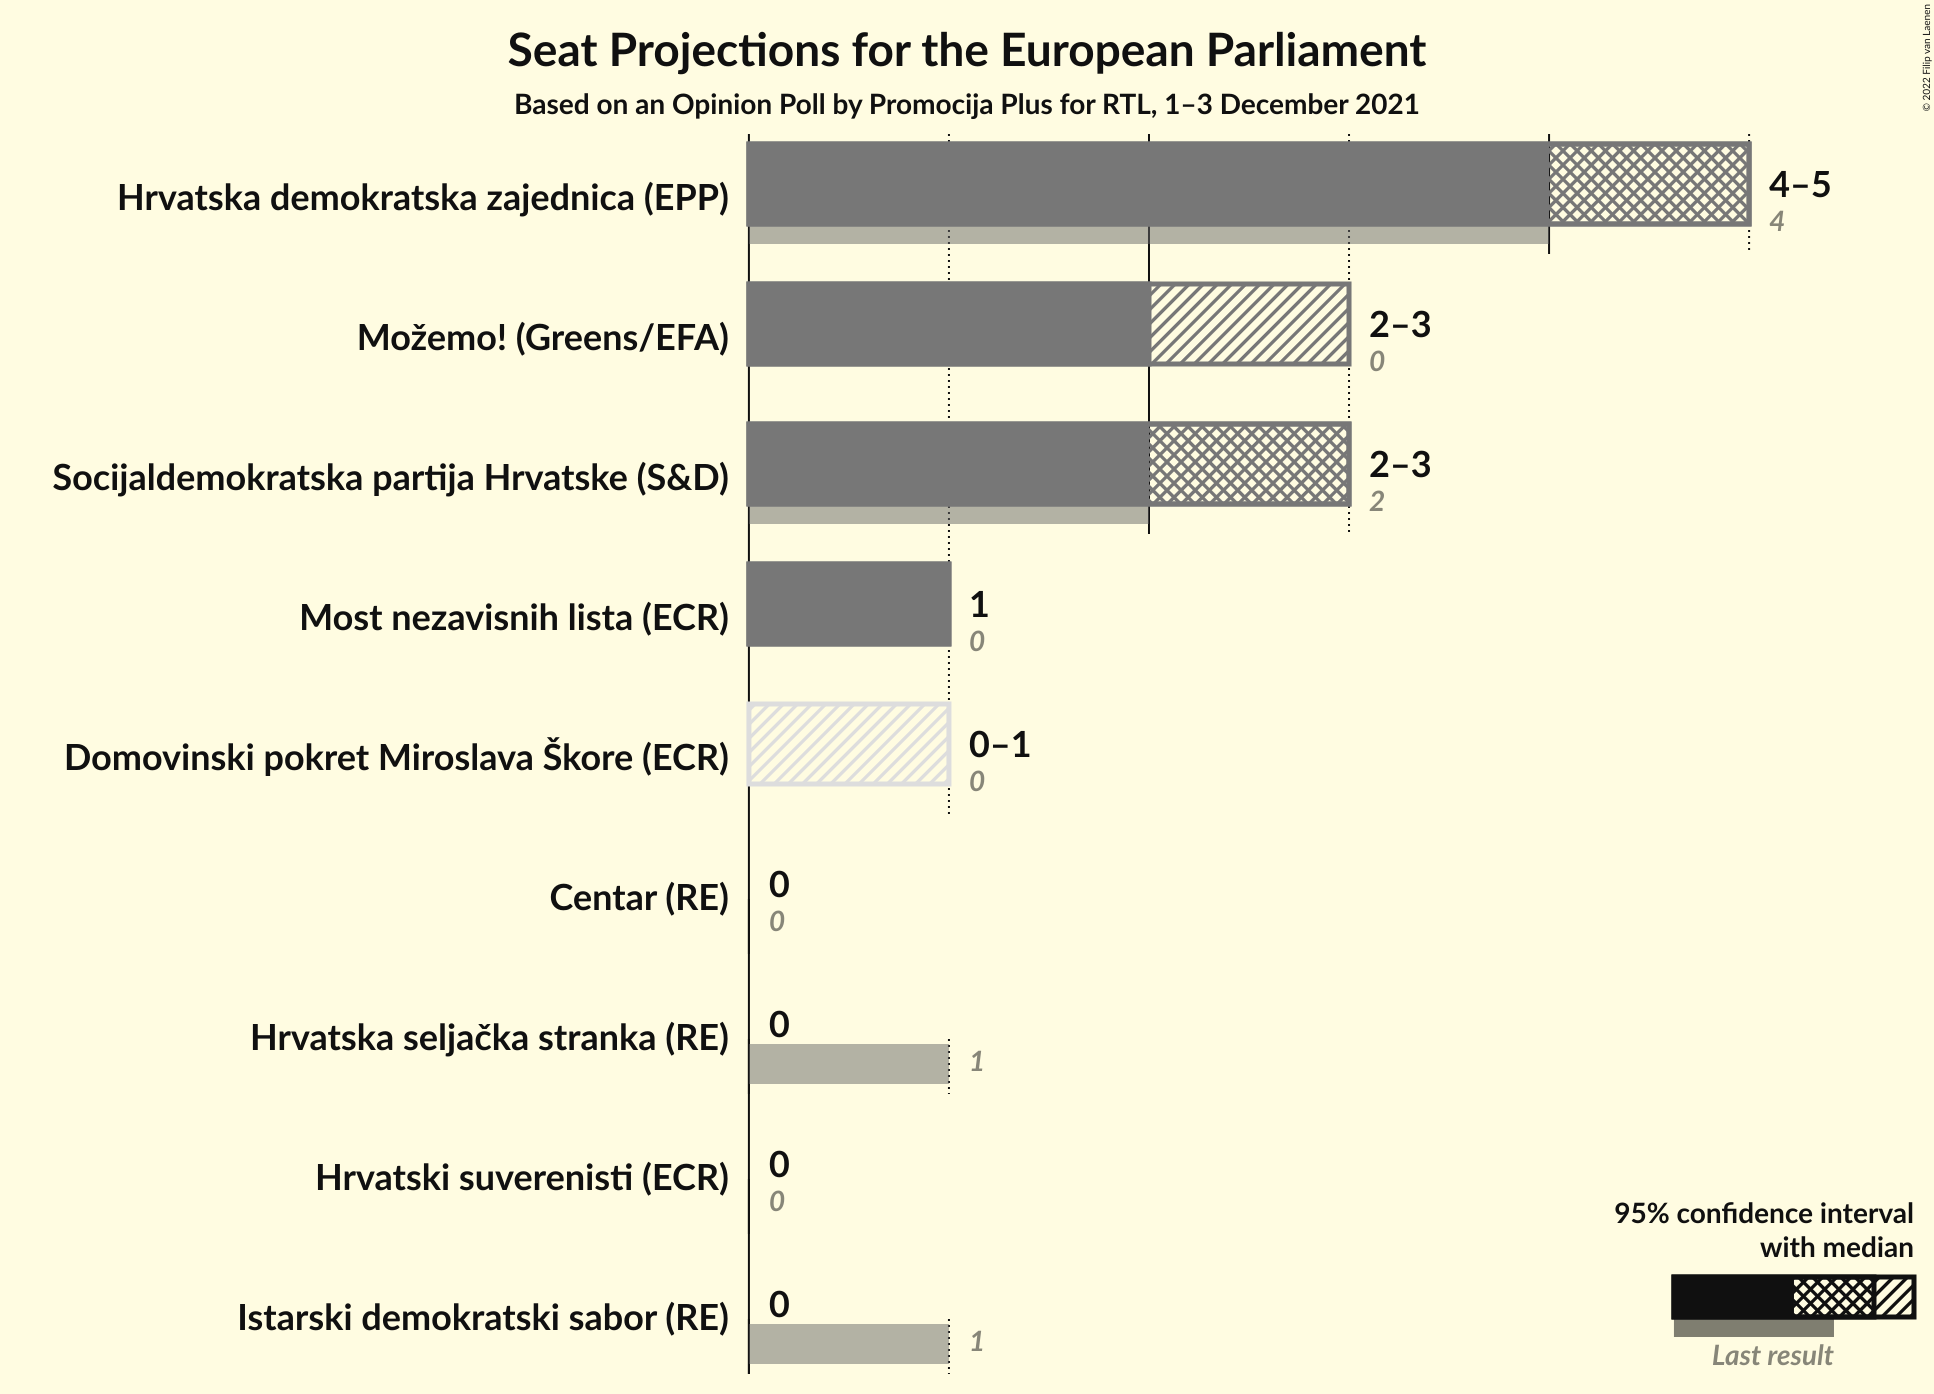 Seat Projections for the European Parliament
Based on an Opinion Poll by Promocija Plus for RTL, 1–3 December 2021
© 2022 Filip van Laenen
Hrvatska demokratska zajednica (EPP)
4–5
4
Možemo! (Greens/EFA)
2–3
0
Socijaldemokratska partija Hrvatske (S&D)
2–3
2
Most nezavisnih lista (ECR)
1
0
Domovinski pokret Miroslava Škore (ECR)
0–1
0
Centar (RE)
0
0
Hrvatska seljačka stranka (RE)
0
1
Hrvatski suverenisti (ECR)
0
0
Istarski demokratski sabor (RE)
0
1
95% confidence interval
with median
Last result